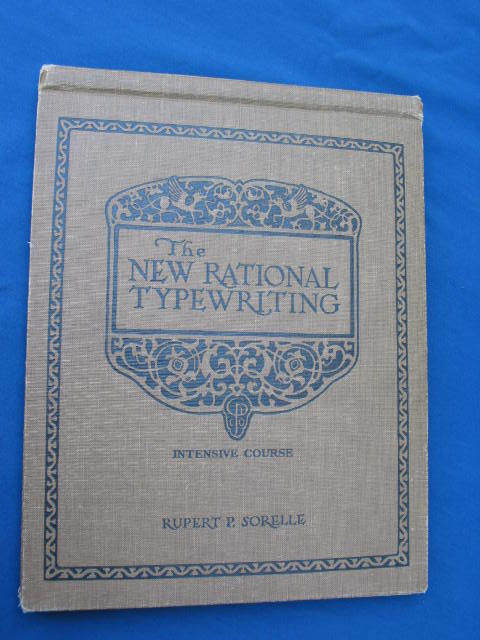 The
NEW RATIONAL
TYPEWRITING
INTENSIVE COURSE
RUPERT P. SORELLE